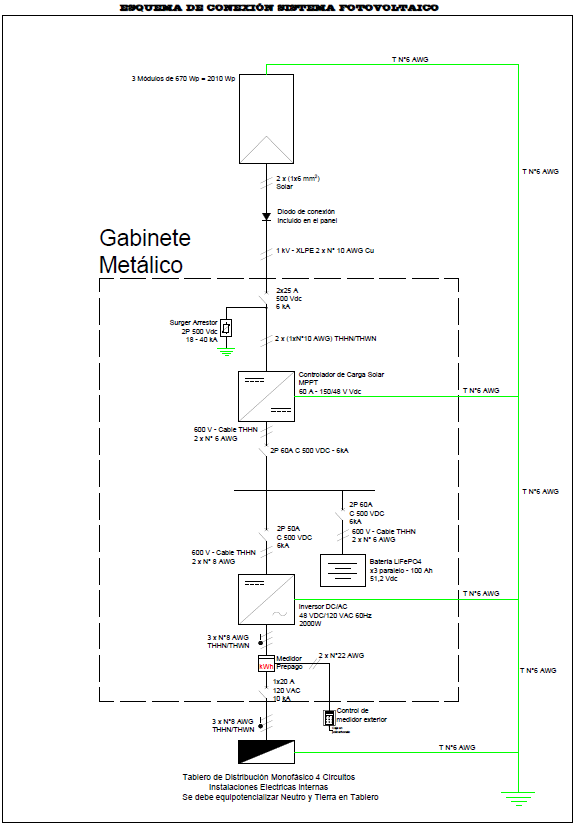 ESQUEMA DE CONEXIÓN SISTEMA FOTOVOLTAICO
T N°6 AWG
3 Módulos de 670 Wp = 2010 Wp
T N°6 AWG
2 x (1x6 mm²)
Solar
Diodo de conexión
incluido en el panel
Gabinete
Metálico
1 kV - XLPE 2 x N° 10 AWG Cu
2x25 A
500 Vdc
6 kA
Surger Arrestor
2P 500 Vdc
18 - 40 kA
2 x (1xN°10 AWG) THHN/THWN
Controlador de Carga Solar
MPPT
60 A - 150/48 V Vdc
T N°6 AWG
600 V - Cable THHN
2 x N° 6 AWG
2P 60A C 500 VDC - 6kA
T N°6 AWG
2P 60A
C 500 VDC
6kA
2P 50A
C 500 VDC
6kA
600 V - Cable THHN
2 x N° 6 AWG
600 V - Cable THHN
2 x N° 8 AWG
Batería LiFePO4
x3 paralelo - 100 Ah
51,2 Vdc
T N°6 AWG
Inversor DC/AC
48 VDC/120 VAC 60Hz
2000W
3 x N°8 AWG
THHN/THWN
kWh
Medidor
Prepago
2 x N°22 AWG
T N°6 AWG
1x20 A
120 VAC
10 kA
Control de
medidor exterior
3 x N°8 AWG
THHN/THWN
T N°6 AWG
Tablero de Distribución Monofásico 4 Circuitos
Instalaciones Electricas Internas
Se debe equipotencializar Neutro y Tierra en Tablero